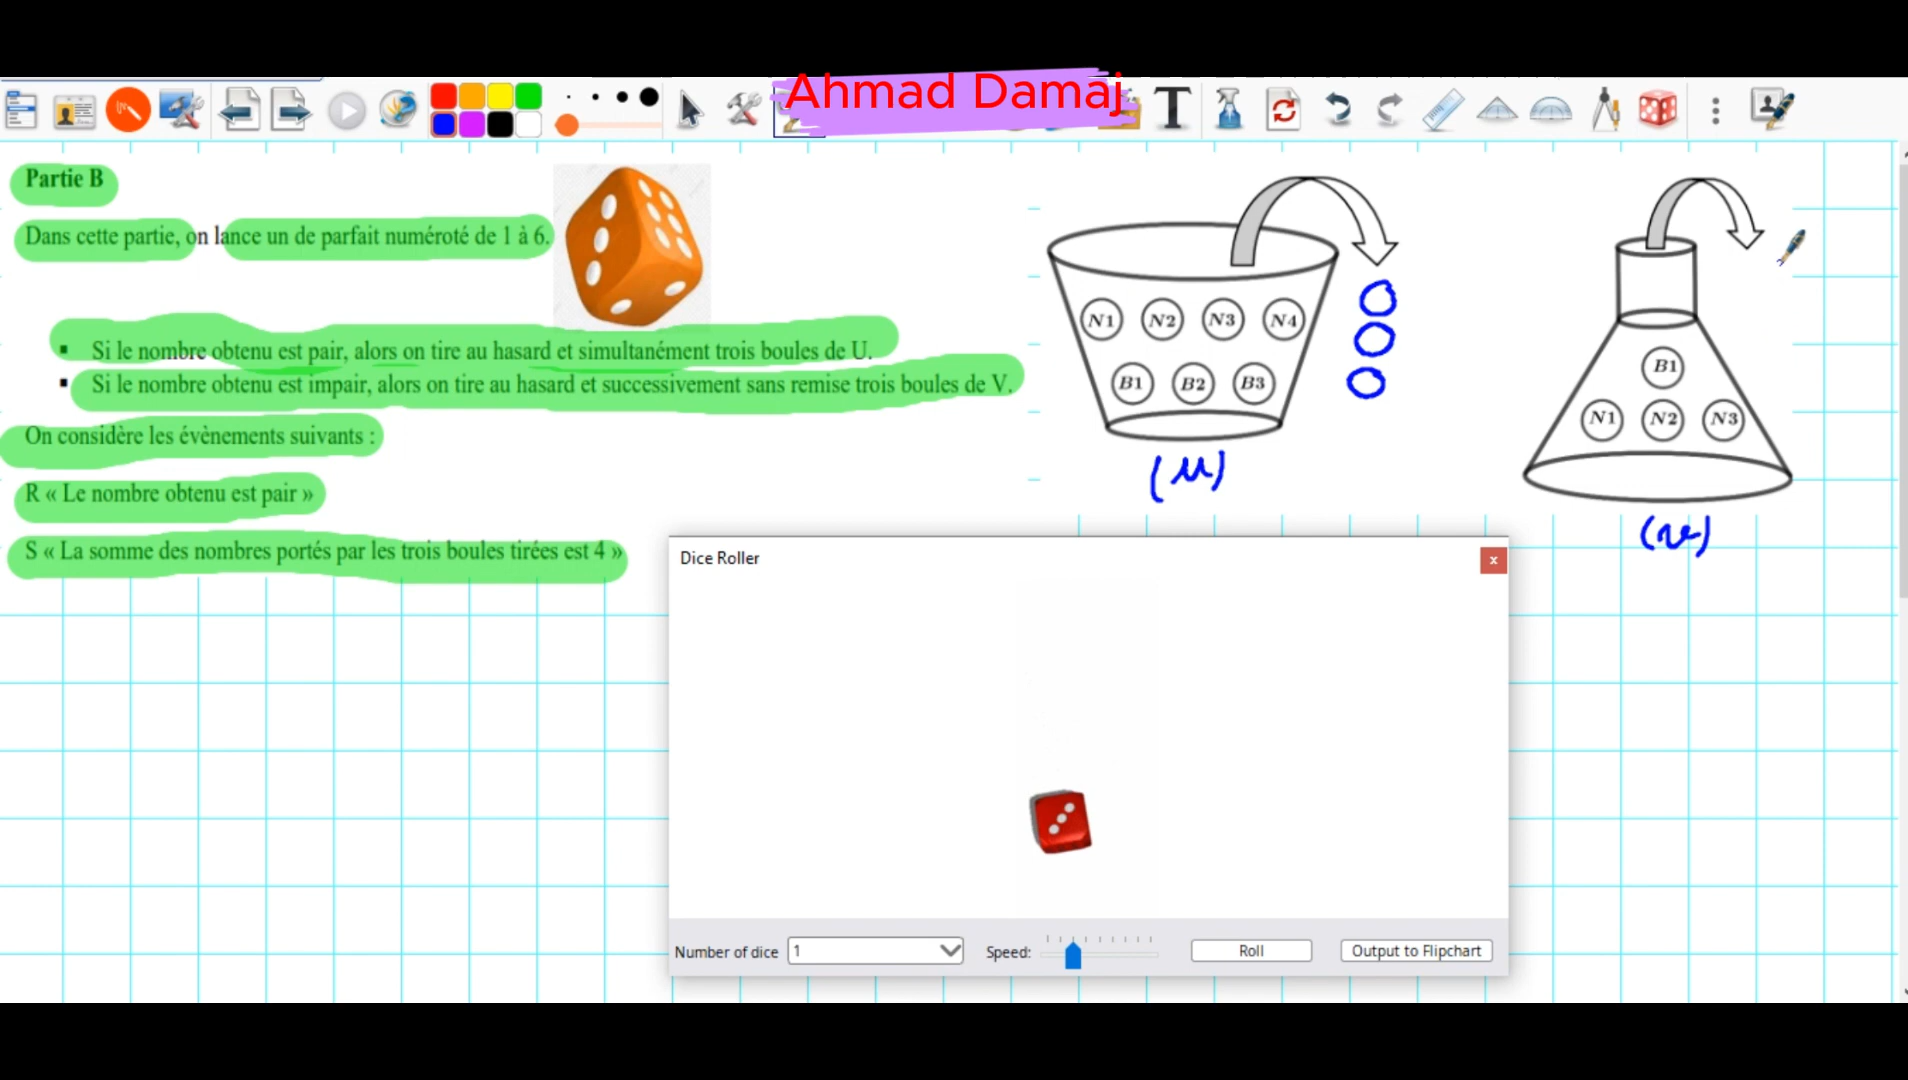 Ahmad Damaj
T
Partie B
Dans cette partie, on lance un de parfait numéroté de 1 à 6.
▪ Si le nombre obtenu est pair, alors on tire au hasard et simultanément trois boules de U.
▪ Si le nombre obtenu est impair, alors on tire au hasard et successivement sans remise trois boules de V.
On considère les évènements suivants :
R « Le nombre obtenu est pair »
S « La somme des nombres portés par les trois boules tirées est 4 »
N1 N2 N3 N4
B1 B2 B3
(u)
B1
N1 N2 N3
(v)
Dice Roller
x
Number of dice 1 Speed: Roll Output to Flipchart